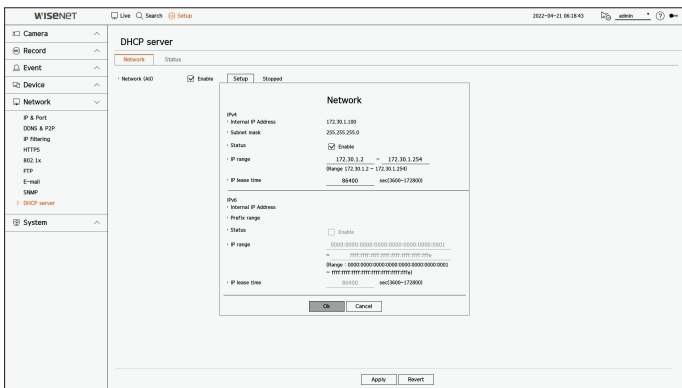 WISENET
Live Search Setup 2022-04-21 06:18:43 admin
Camera
Record
Event
Device
Network
IP & Port
DDNS & P2P
IP filtering
HTTPS
802.1x
FTP
E-mail
SNMP
> DHCP server
System
DHCP server
Network Status
Network (All) Enable Setup Stopped
Network
IPv4
Internal IP Address 172.30.1.100
Subnet mask 255.255.255.0
Status Enable
IP range 172.30.1.2 ~ 172.30.1.254
(Range 172.30.1.2 ~ 172.30.1.254)
IP lease time 86400 sec(3600~172800)
IPv6
Internal IP Address
Prefix range
Status Enable
IP range 0000:0000:0000:0000:0000:0000:0000:0001
~ ffff:ffff:ffff:ffff:ffff:ffff:ffff:fffe
(Range : 0000:0000:0000:0000:0000:0000:0000:0001
~ ffff:ffff:ffff:ffff:ffff:ffff:ffff:fffe)
IP lease time 86400 sec(3600~172800)
Ok Cancel
Apply Revert